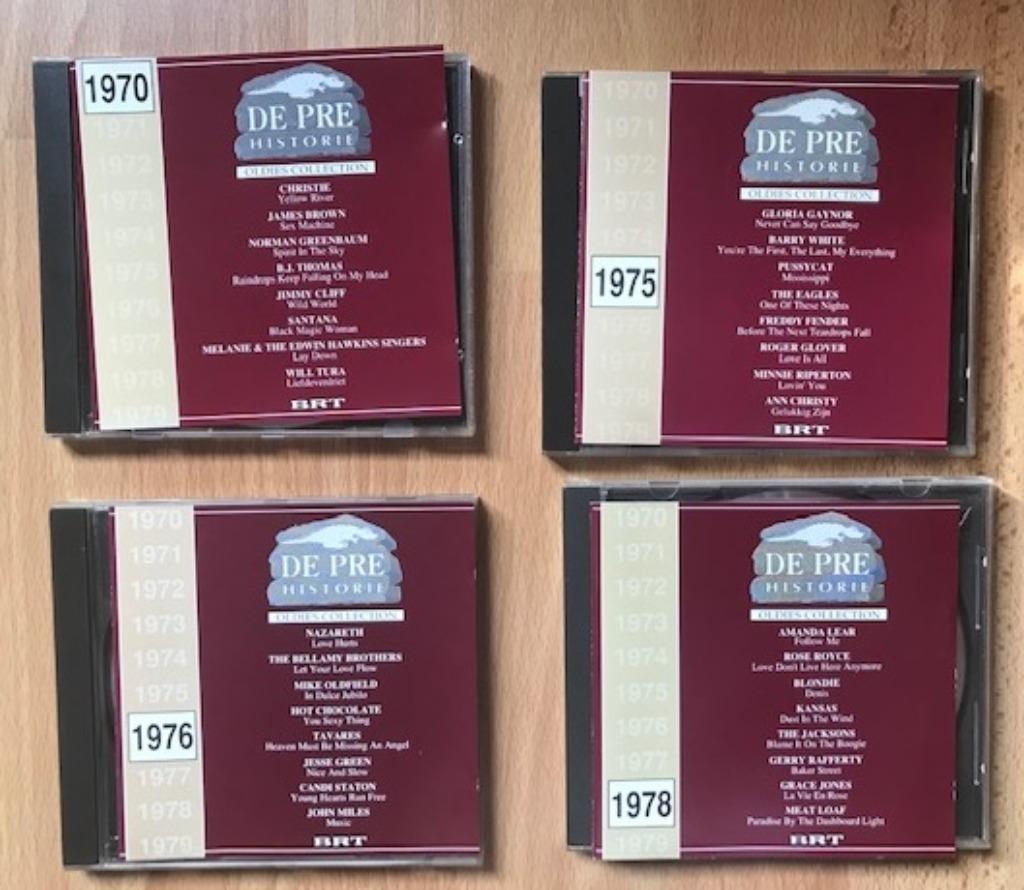 1970
1971
1972
1973
1974
1975
1976
1978
1979
DE PRE
HISTORIE
OLDIES COLLECTION
CHRISTIE
Yellow River
JAMES BROWN
Sex Machine
NORMAN GREENBAUM
Spirit In The Sky
B.J. THOMAS
Raindrops Keep Falling On My Head
JIMMY CLIFF
Wild World
SANTANA
Black Magic Woman
MELANIE & THE EDWIN HAWKINS SINGERS
Lay Down
WILL TURA
Liefdeverdriet
BRT
1970
1971
1972
1973
1974
1975
1976
1977
1978
1979
DE PRE
HISTORIE
OLDIES COLLECTION
GLORIA GAYNOR
Never Can Say Goodbye
BARRY WHITE
You're The First, The Last, My Everything
PUSSYCAT
Mississippi
THE EAGLES
One Of These Nights
FREDDY FENDER
Before The Next Teardrops Fall
ROGER GLOVER
Love Is All
MINNIE RIPERTON
Lovin' You
ANN CHRISTY
Gelukkig Zijn
BRT
1970
1971
1972
1973
1974
1975
1976
1977
1978
1979
DE PRE
HISTORIE
OLDIES COLLECTION
NAZARETH
Love Hurts
THE BELLAMY BROTHERS
Let Your Love Flow
MIKE OLDFIELD
In Dulce Jubilo
HOT CHOCOLATE
You Sexy Thing
TAVARES
Heaven Must Be Missing An Angel
JESSE GREEN
Nice And Slow
CANDI STATON
Young Hearts Run Free
JOHN MILES
Music
BRT
1970
1971
1972
1973
1974
1975
1976
1977
1978
1979
DE PRE
HISTORIE
OLDIES COLLECTION
AMANDA LEAR
Follow Me
ROSE ROYCE
Love Don't Live Here Anymore
BLONDIE
Denis
KANSAS
Dust In The Wind
THE JACKSONS
Blame It On The Boogie
GERRY RAFFERTY
Baker Street
GRACE JONES
La Vie En Rose
MEAT LOAF
Paradise By The Dashboard Light
BRT